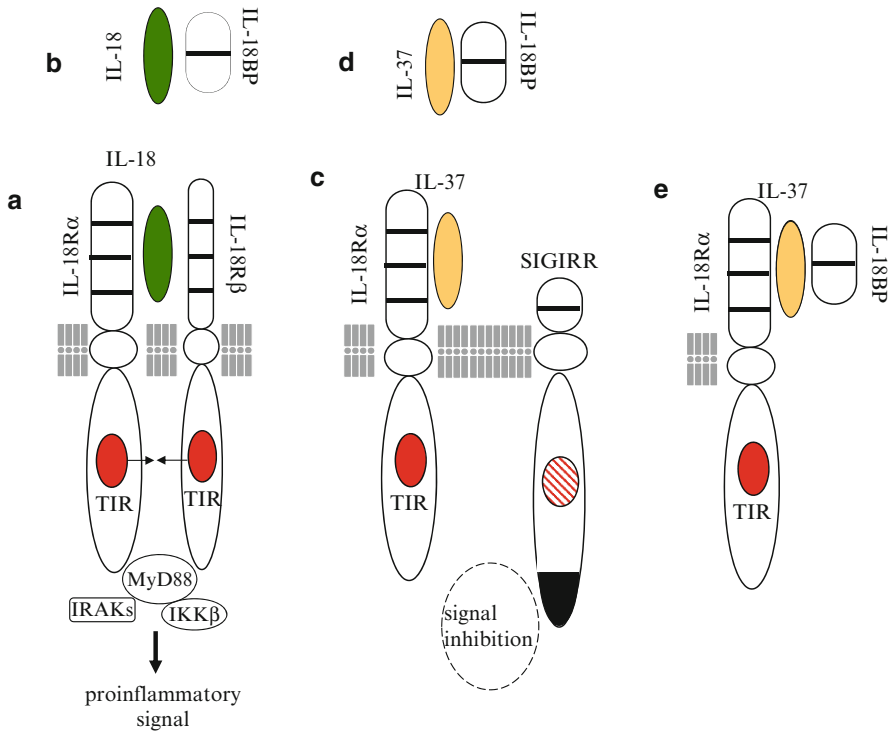 b
IL-18
IL-18BP
d
IL-37
IL-18BP
a
IL-18
IL-18Rα
IL-18Rβ
TIR
TIR
MyD88
IRAKs
IKKβ
proinflammatory
signal
c
IL-37
IL-18Rα
SIGIRR
TIR
signal
inhibition
e
IL-37
IL-18Rα
IL-18BP
TIR